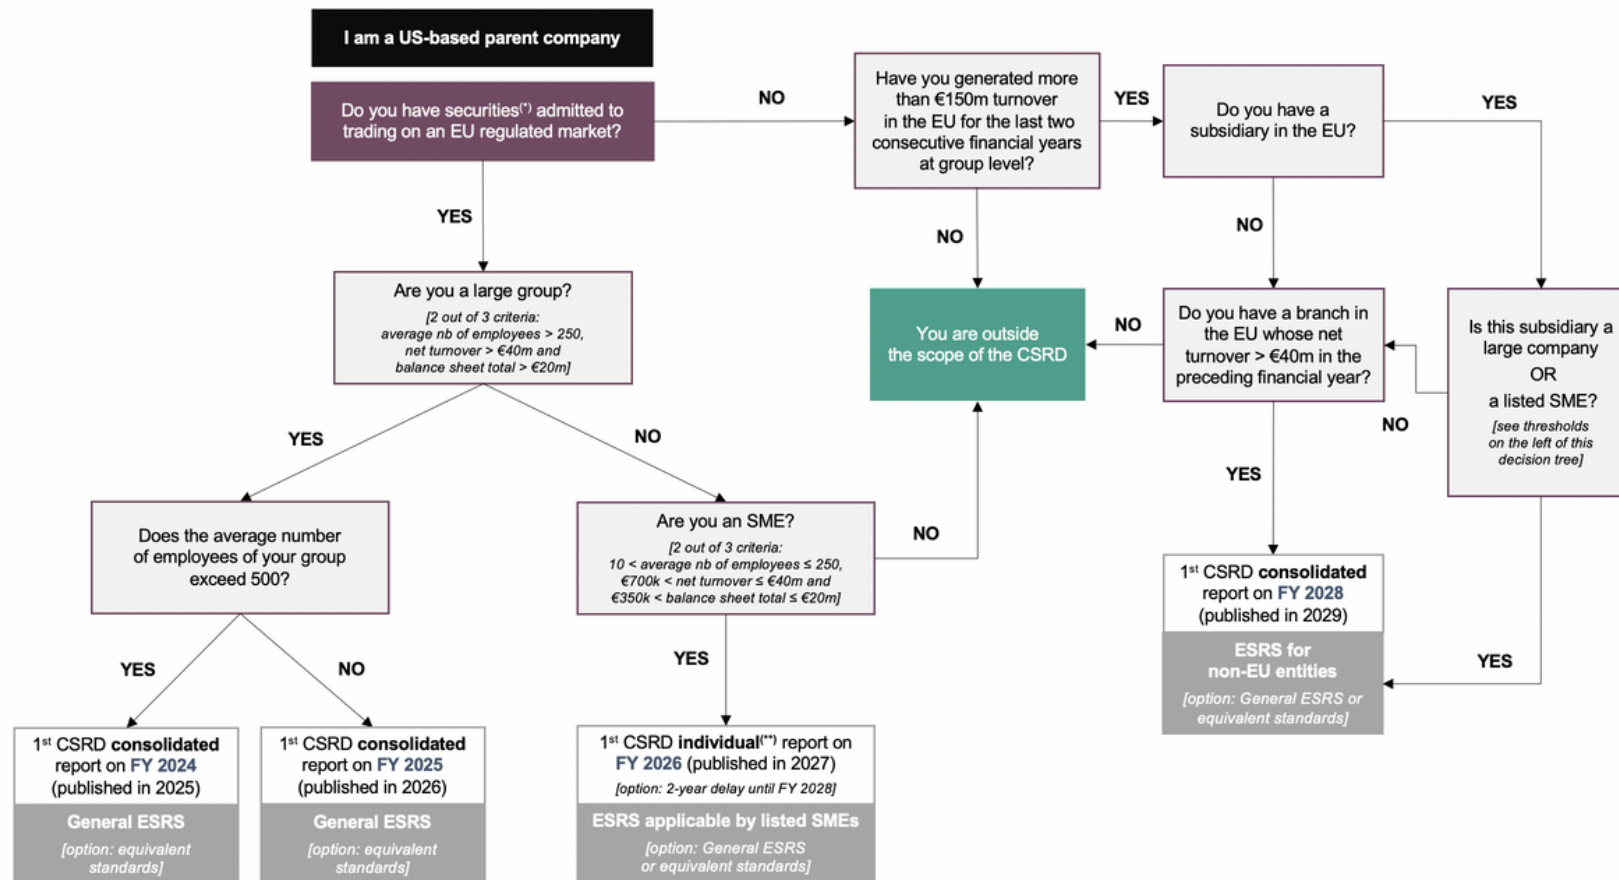 I am a US-based parent company
Do you have securities(*) admitted to
trading on an EU regulated market?
NO
Have you generated more
than €150m turnover
in the EU for the last two
consecutive financial years
at group level?
YES
Do you have a
subsidiary in the EU?
YES
YES
NO
NO
Are you a large group?
[2 out of 3 criteria:
average nb of employees > 250,
net turnover > €40m and
balance sheet total > €20m]
You are outside
the scope of the CSRD
NO
Do you have a branch in
the EU whose net
turnover > €40m in the
preceding financial year?
Is this subsidiary a
large company
OR
a listed SME?
[see thresholds
on the left of this
decision tree]
NO
YES
NO
YES
Does the average number
of employees of your group
exceed 500?
Are you an SME?
[2 out of 3 criteria:
10 < average nb of employees ≤ 250,
€700k < net turnover ≤ €40m and
€350k < balance sheet total ≤ €20m]
NO
1st CSRD consolidated
report on FY 2028
(published in 2029)
ESRS for
non-EU entities
[option: General ESRS or
equivalent standards]
YES
YES
NO
YES
1st CSRD consolidated
report on FY 2024
(published in 2025)
General ESRS
[option: equivalent
standards]
1st CSRD consolidated
report on FY 2025
(published in 2026)
General ESRS
[option: equivalent
standards]
1st CSRD individual(**) report on
FY 2026 (published in 2027)
[option: 2-year delay until FY 2028]
ESRS applicable by listed SMEs
[option: General ESRS
or equivalent standards]